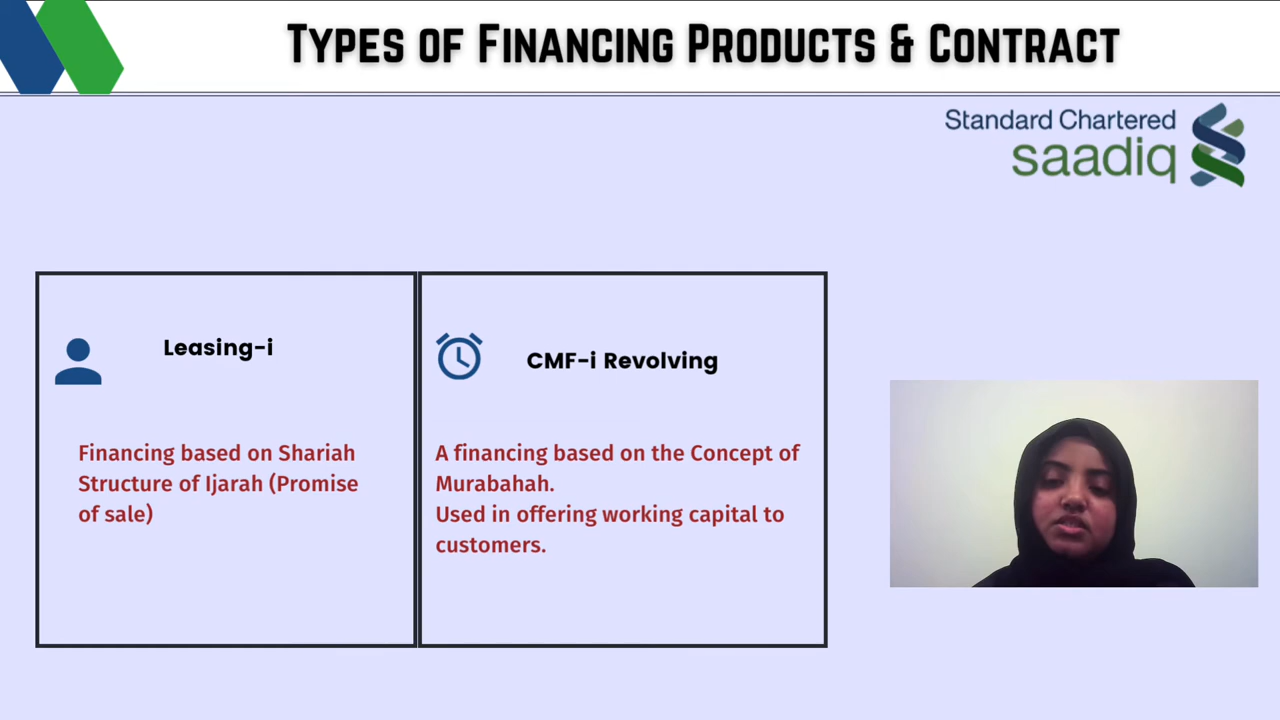 Types of Financing Products & Contract
Standard Chartered
saadiq
Leasing-i
Financing based on Shariah
Structure of Ijarah (Promise
of sale)
CMF-i Revolving
A financing based on the Concept of
Murabahah.
Used in offering working capital to
customers.